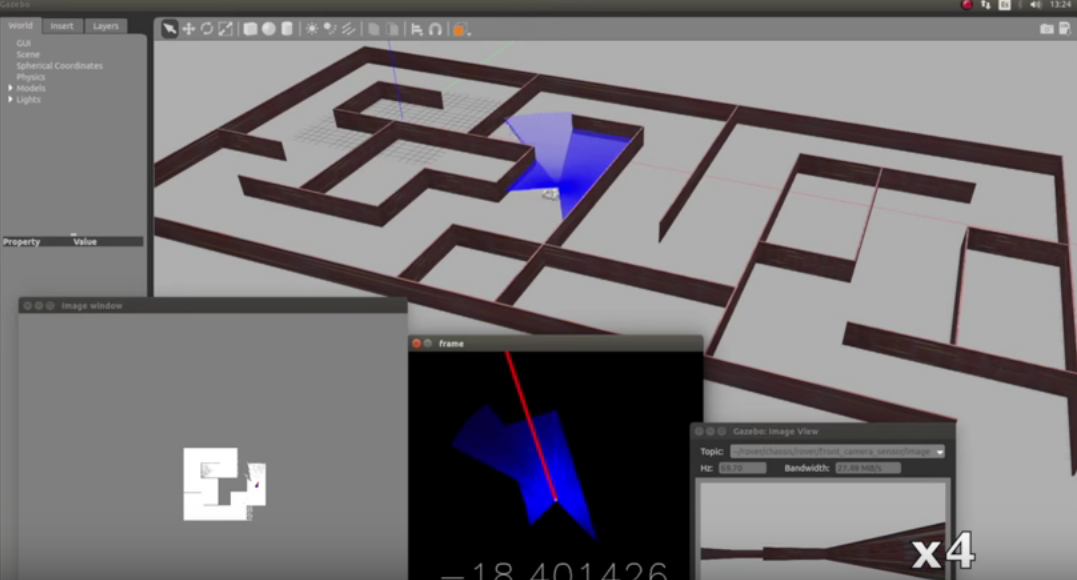 Gazebo
13:24
World Insert Layers
GUI
Scene
Spherical Coordinates
Physics
Models
Lights
Property Value
Image window
frame
−18.401426
Gazebo: Image View
Topic: ~/rover/chassis/rover/front_camera_sensor/image
Hz: 59.70 Bandwidth: 27.48 MB/s
x4